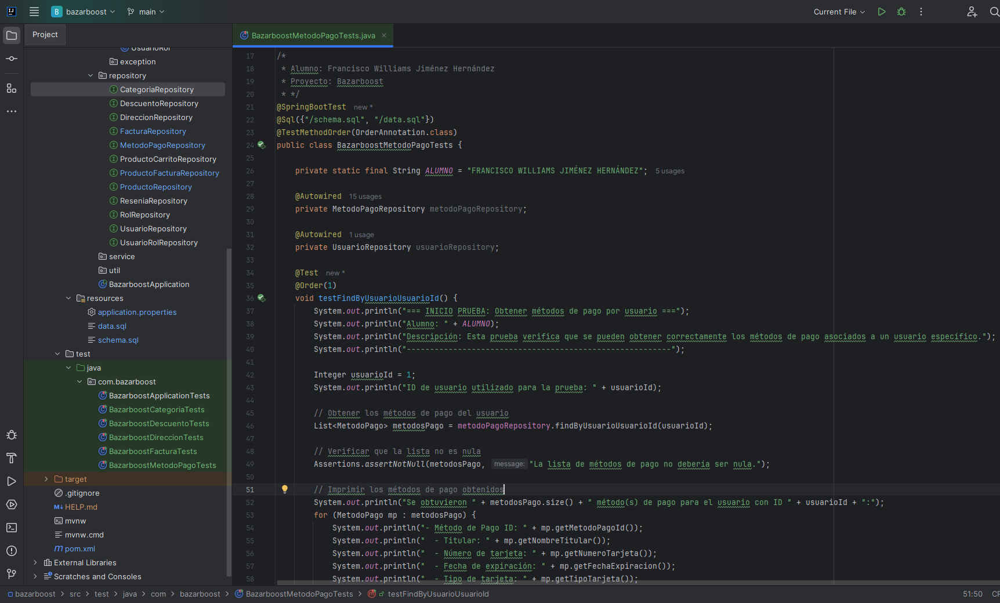 B bazarboost main Current File
Project
BazarboostMetodoPagoTests.java
UsuarioRol
exception
repository
CategoriaRepository
DescuentoRepository
DireccionRepository
FacturaRepository
MetodoPagoRepository
ProductoCarritoRepository
ProductoFacturaRepository
ProductoRepository
ReseniaRepository
RolRepository
UsuarioRepository
UsuarioRolRepository
service
util
BazarboostApplication
resources
application.properties
data.sql
schema.sql
test
java
com.bazarboost
BazarboostApplicationTests
BazarboostCategoriaTests
BazarboostDescuentoTests
BazarboostDireccionTests
BazarboostFacturaTests
BazarboostMetodoPagoTests
target
.gitignore
M↓ HELP.md
mvnw
mvnw.cmd
m pom.xml
External Libraries
Scratches and Consoles
17 /*
18 * Alumno: Francisco Williams Jiménez Hernández
19 * Proyecto: Bazarboost
20 * */
21 @SpringBootTest new *
22 @Sql({"/schema.sql", "/data.sql"})
23 @TestMethodOrder(OrderAnnotation.class)
24 public class BazarboostMetodoPagoTests {
25
26 private static final String ALUMNO = "FRANCISCO WILLIAMS JIMÉNEZ HERNÁNDEZ"; 5 usages
27
28 @Autowired 15 usages
29 private MetodoPagoRepository metodoPagoRepository;
30
31 @Autowired 1 usage
32 private UsuarioRepository usuarioRepository;
33
34 @Test new *
35 @Order(1)
36 void testFindByUsuarioUsuarioId() {
37 System.out.println("=== INICIO PRUEBA: Obtener métodos de pago por usuario ===");
38 System.out.println("Alumno: " + ALUMNO);
39 System.out.println("Descripción: Esta prueba verifica que se pueden obtener correctamente los métodos de pago asociados a un usuario específico.");
40 System.out.println("---------------------------------------------------------");
41
42 Integer usuarioId = 1;
43 System.out.println("ID de usuario utilizado para la prueba: " + usuarioId);
44
45 // Obtener los métodos de pago del usuario
46 List<MetodoPago> metodosPago = metodoPagoRepository.findByUsuarioUsuarioId(usuarioId);
47
48 // Verificar que la lista no es nula
49 Assertions.assertNotNull(metodosPago, message: "La lista de métodos de pago no debería ser nula.");
50
51 // Imprimir los métodos de pago obtenidos
52 System.out.println("Se obtuvieron " + metodosPago.size() + " método(s) de pago para el usuario con ID " + usuarioId + ":");
53 for (MetodoPago mp : metodosPago) {
54 System.out.println("- Método de Pago ID: " + mp.getMetodoPagoId());
55 System.out.println("  - Titular: " + mp.getNombreTitular());
56 System.out.println("  - Número de tarjeta: " + mp.getNumeroTarjeta());
57 System.out.println("  - Fecha de expiración: " + mp.getFechaExpiracion());
58 System.out.println("  - Tipo de tarjeta: " + mp.getTipoTarjeta());
bazarboost > src > test > java > com > bazarboost > BazarboostMetodoPagoTests > testFindByUsuarioUsuarioId 51:50